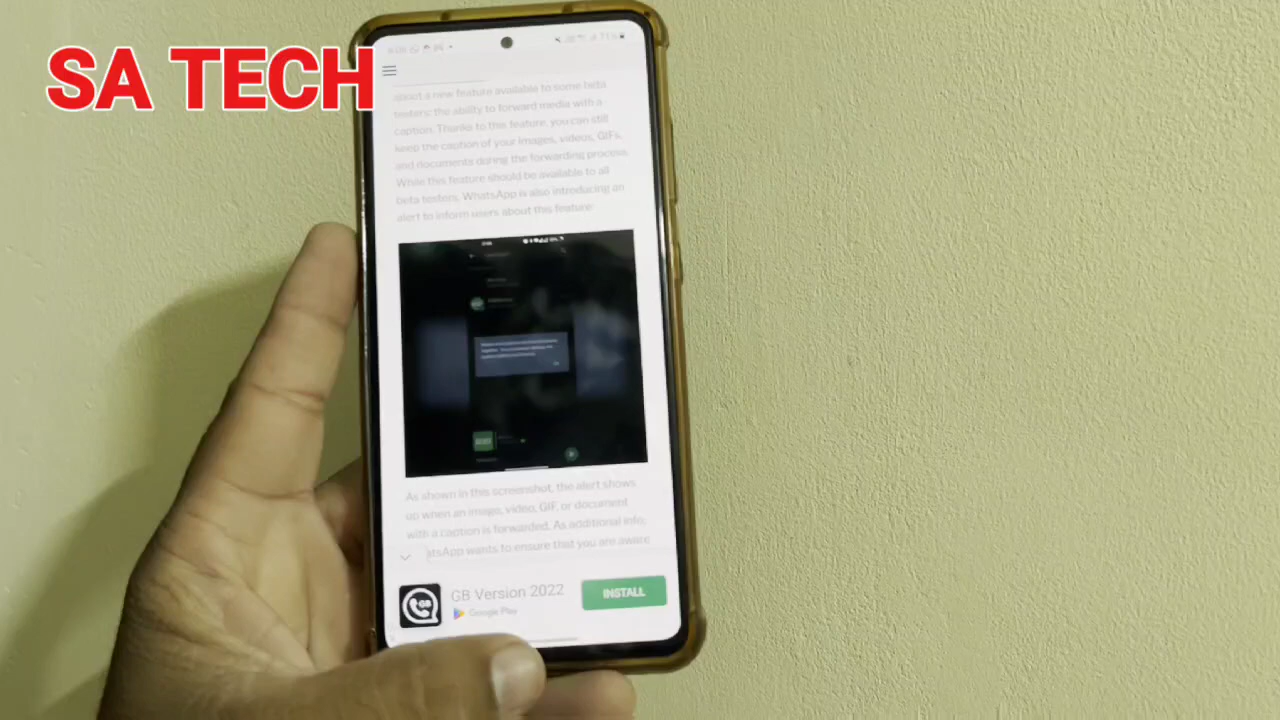 SA TECH
about a new feature available to some beta
testers: the ability to forward media with a
caption. Thanks to this feature, you can still
keep the caption of your images, videos, GIFs,
and documents during the forwarding process.
While this feature should be available to all
beta testers, WhatsApp is also introducing an
alert to inform users about this feature:
As shown in this screenshot, the alert shows
up when an image, video, GIF, or document
with a caption is forwarded. As additional info,
atsApp wants to ensure that you are aware
GB
GB Version 2022
Google Play
INSTALL